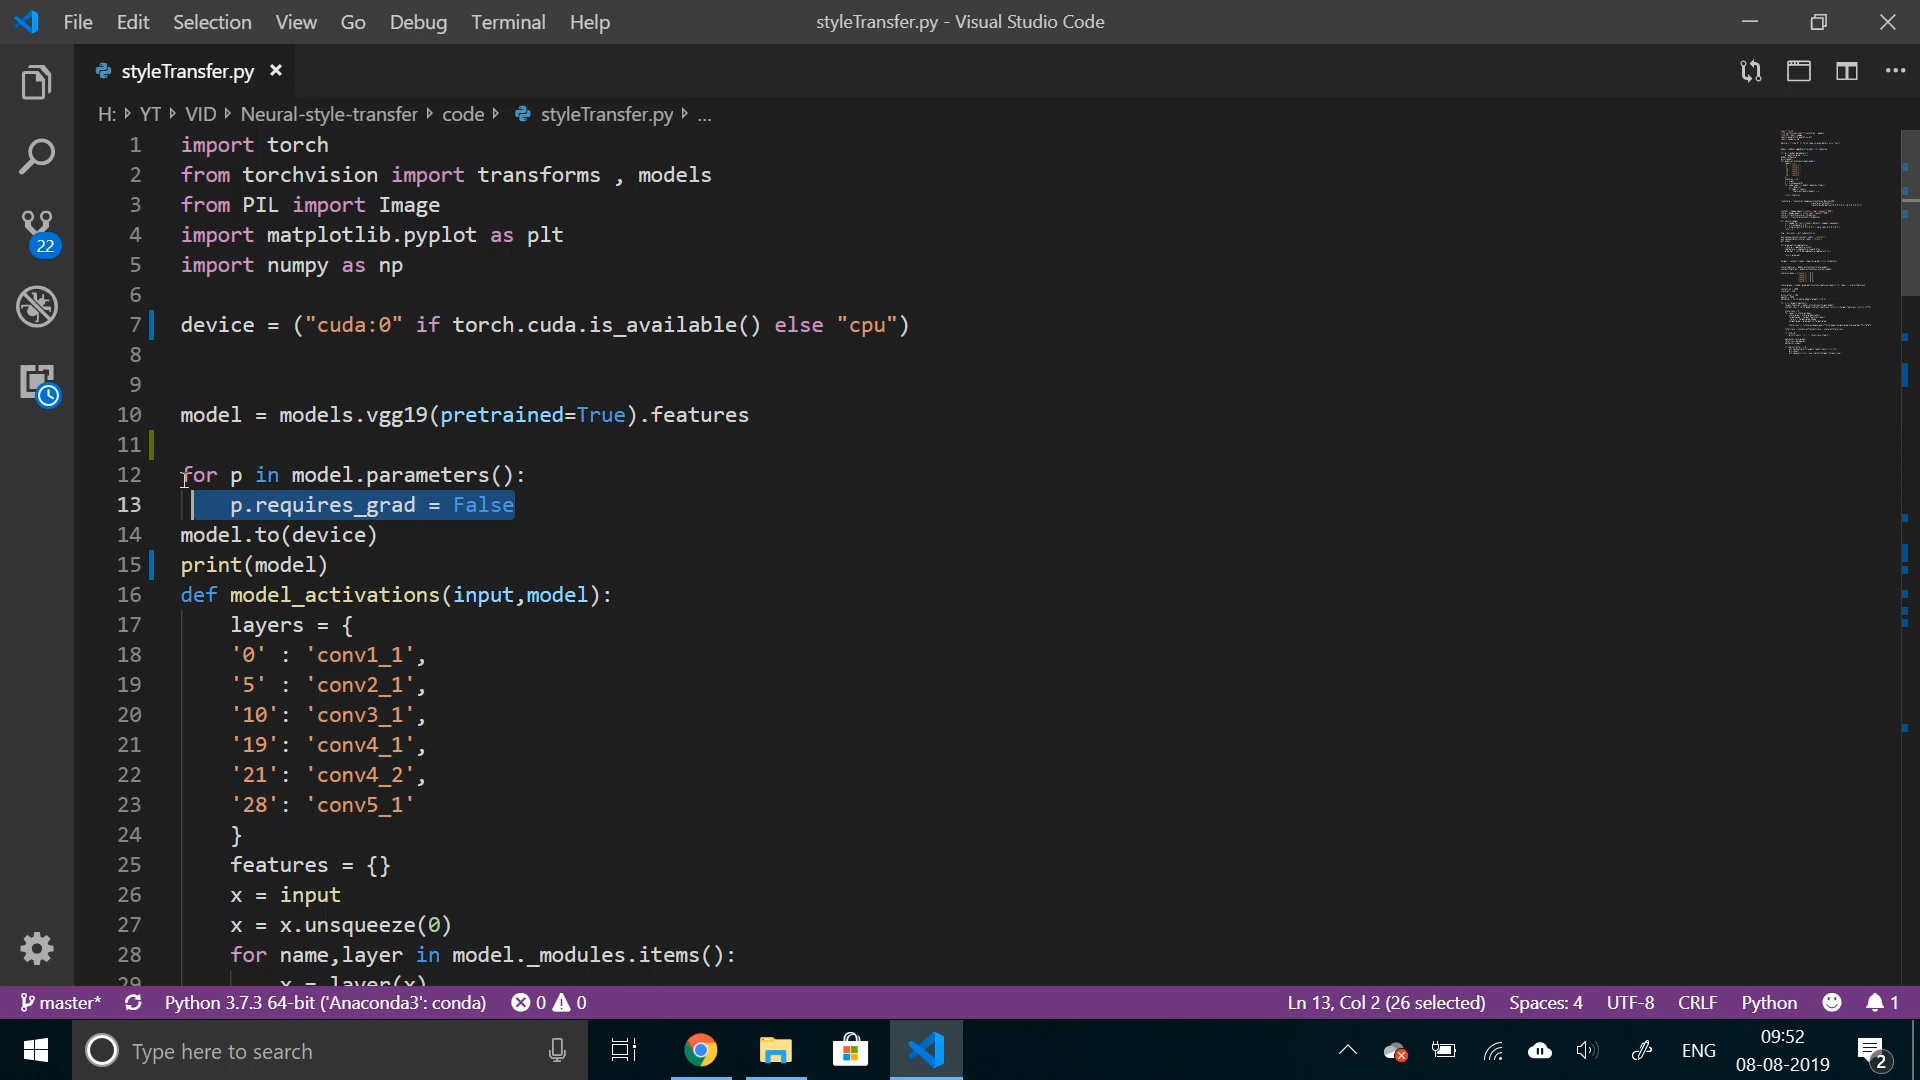 File Edit Selection View Go Debug Terminal Help styleTransfer.py - Visual Studio Code
styleTransfer.py
H: YT VID Neural-style-transfer code styleTransfer.py ...
22
1 import torch
2 from torchvision import transforms , models
3 from PIL import Image
4 import matplotlib.pyplot as plt
5 import numpy as np
6
7 device = ("cuda:0" if torch.cuda.is_available() else "cpu")
8
9
10 model = models.vgg19(pretrained=True).features
11
12 for p in model.parameters():
13 p.requires_grad = False
14 model.to(device)
15 print(model)
16 def model_activations(input,model):
17 layers = {
18 '0' : 'conv1_1',
19 '5' : 'conv2_1',
20 '10': 'conv3_1',
21 '19': 'conv4_1',
22 '21': 'conv4_2',
23 '28': 'conv5_1'
24 }
25 features = {}
26 x = input
27 x = x.unsqueeze(0)
28 for name,layer in model._modules.items():
29 x = layer(x)
master* Python 3.7.3 64-bit ('Anaconda3': conda) 0 0 Ln 13, Col 2 (26 selected) Spaces: 4 UTF-8 CRLF Python 1
Type here to search ENG 09:52
08-08-2019 2